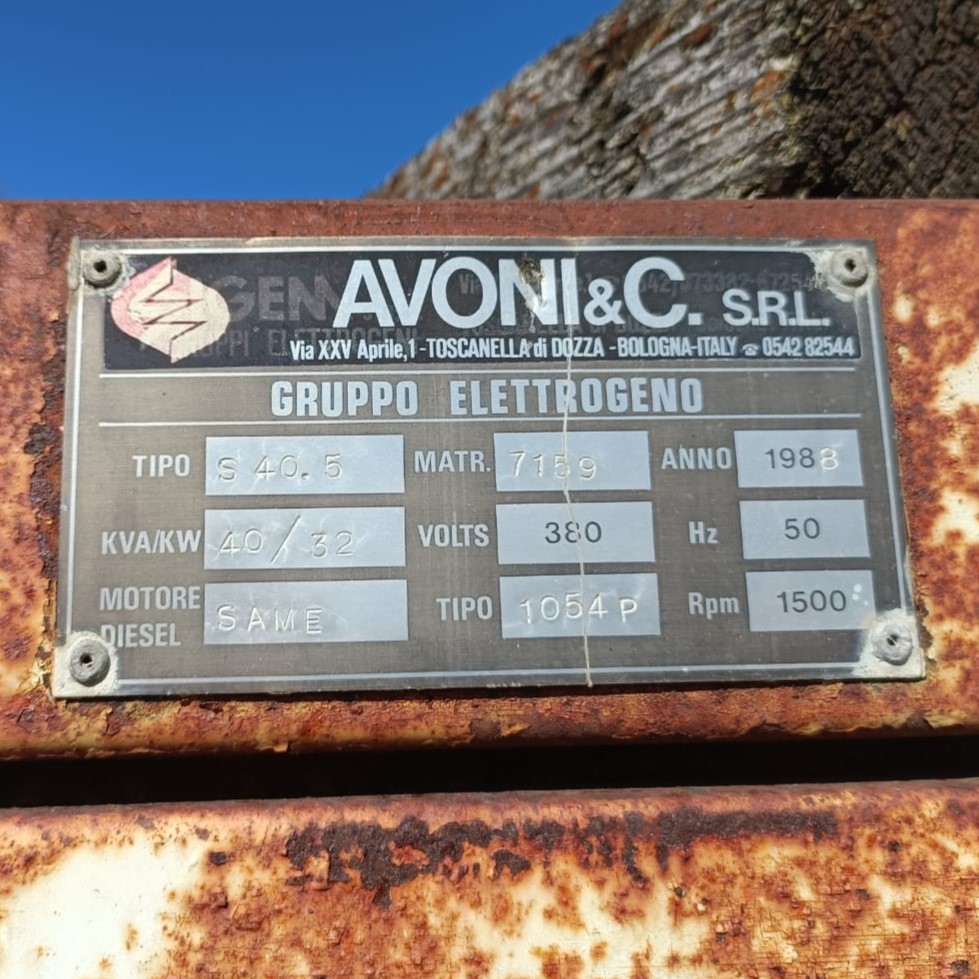 AVONI&C. S.R.L.
Via XXV Aprile,1 - TOSCANELLA di DOZZA - BOLOGNA - ITALY ☎ 0542 82544
GRUPPO ELETTROGENO
TIPO S 40.5 MATR. 7159 ANNO 1988
KVA/KW 40/32 VOLTS 380 Hz 50
MOTORE DIESEL SAME TIPO 1054 P Rpm 1500